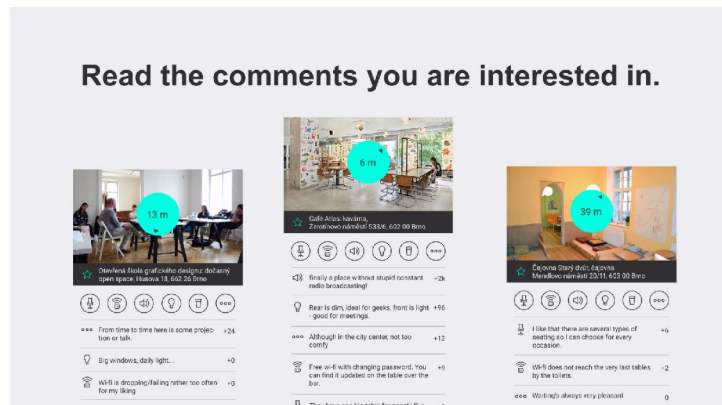 Read the comments you are interested in.
13 m
Otevřená škola grafického designu: dočasný
open space, Husova 18, 662 26 Brno
From time to time here is some projec-
tion or talk.
+24
Big windows, daily light...
+0
Wi-fi is dropping/failing rather too often
for my liking
+0
6 m
Café Atlas: kavárna,
Žerotínovo náměstí 533/6, 602 00 Brno
finally a place without stupid constant
radio broadcasting!
+2k
Rear is dim, ideal for geeks, front is light
- good for meetings.
+96
Although in the city center, not too
comfy
+12
Free wi-fi with changing password. You
can find it updated on the table over the
bar.
+9
39 m
Čajovna Starý dvůr, čajovna
Mendlovo náměstí 20/11, 603 00 Brno
I like that there are several types of
seating so I can choose for every
occasion.
+6
Wi-fi does not reach the very last tables
by the toilets.
+2
Waiting's always very pleasant
0